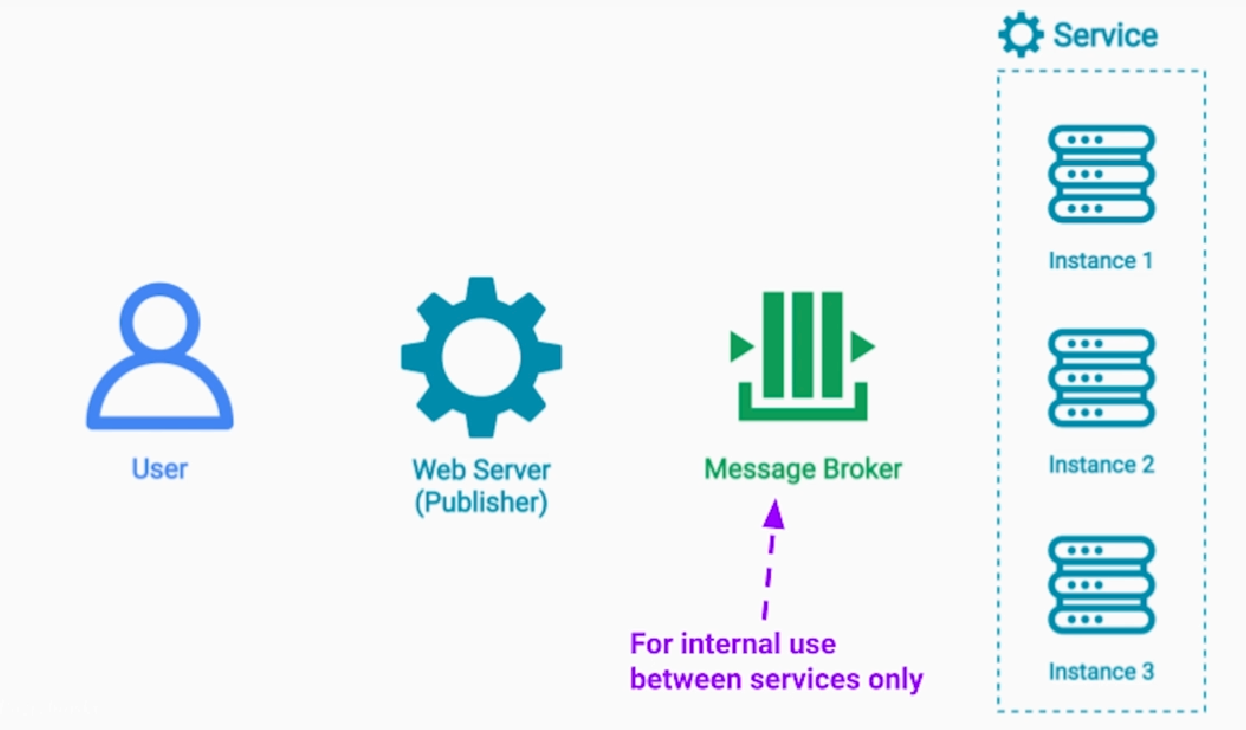 Service
Instance 1
User
Web Server
(Publisher)
Message Broker
Instance 2
For internal use
between services only
Instance 3